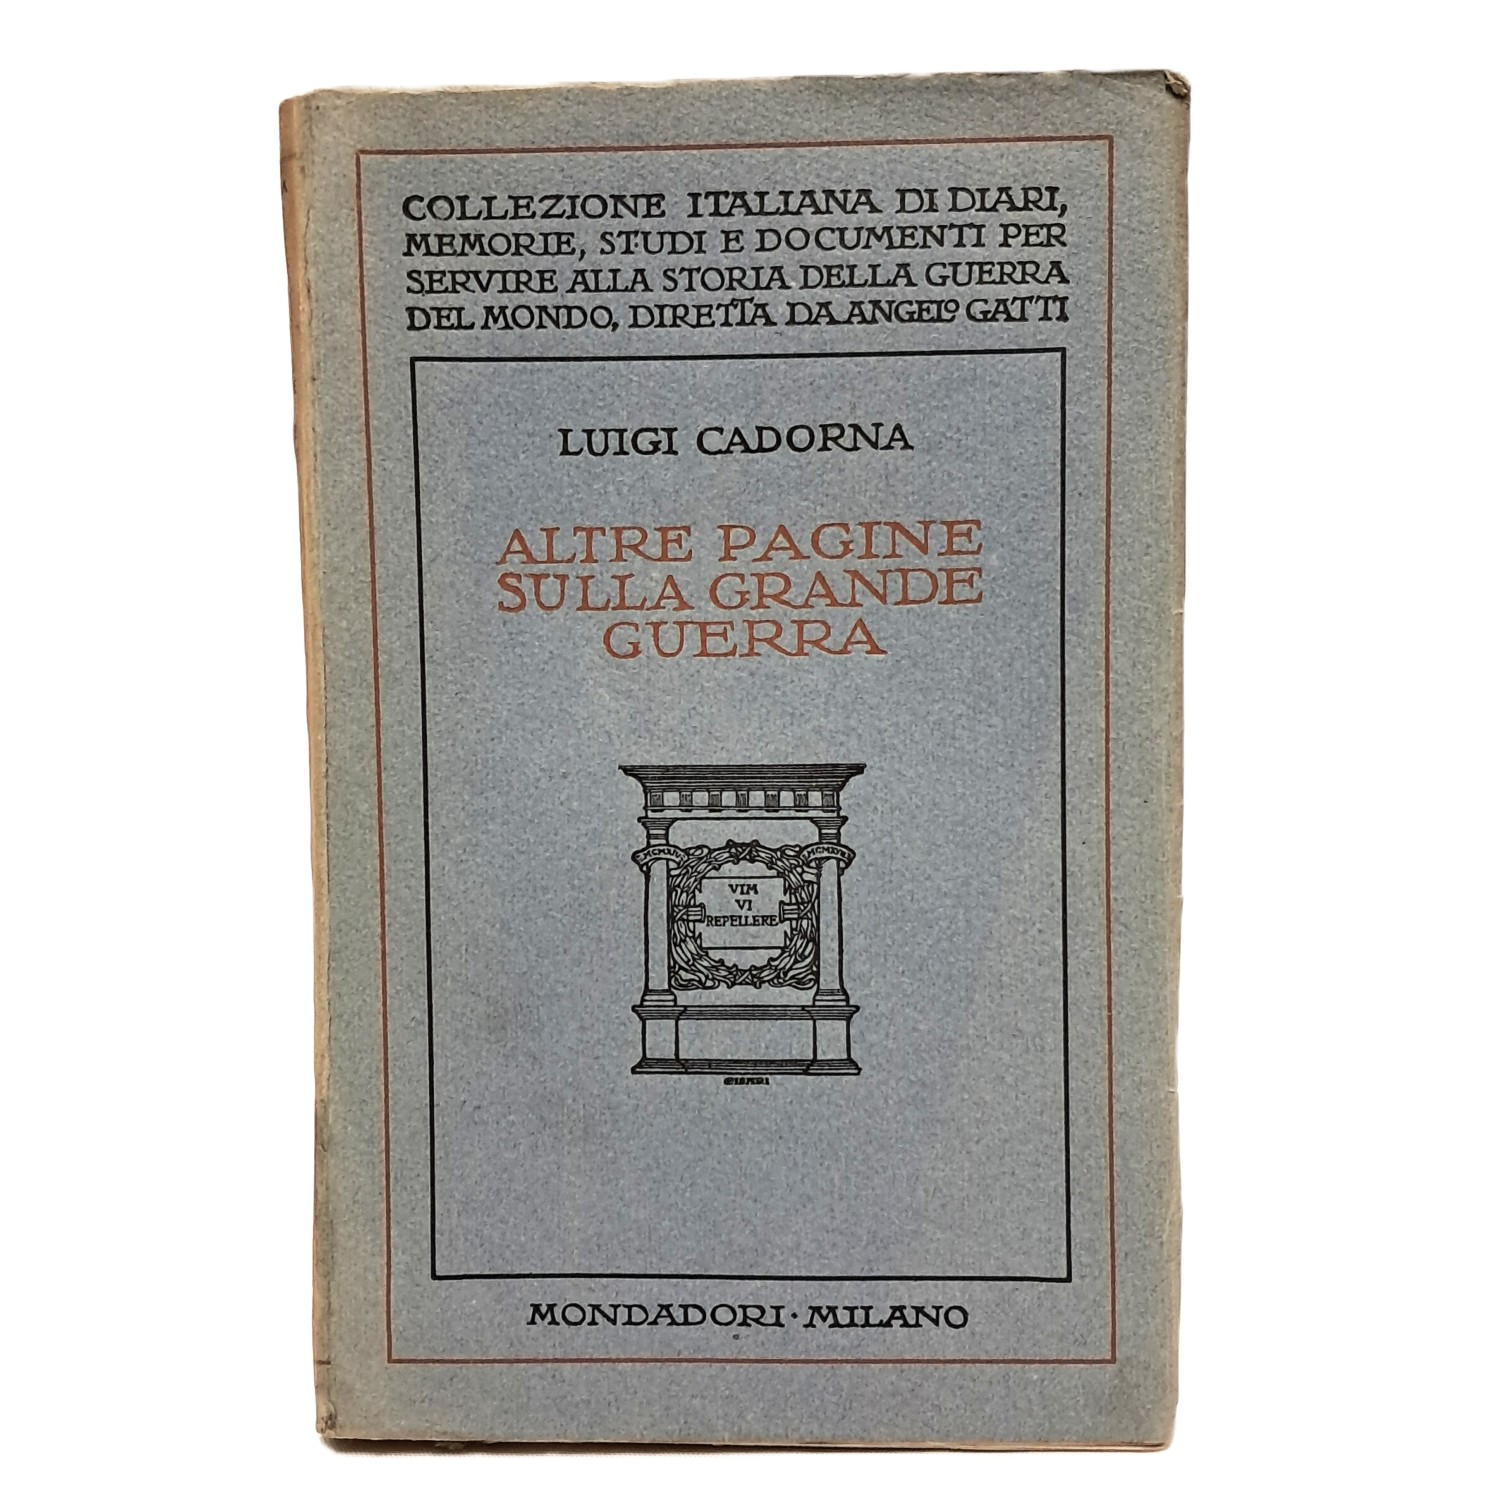 COLLEZIONE ITALIANA DI DIARI,
MEMORIE, STUDI E DOCUMENTI PER
SERVIRE ALLA STORIA DELLA GUERRA
DEL MONDO, DIRETTA DA ANGELO GATTI
LUIGI CADORNA
ALTRE PAGINE
SULLA GRANDE
GUERRA
MCMXIV
VIM
VI
REPELLERE
MONDADORI · MILANO